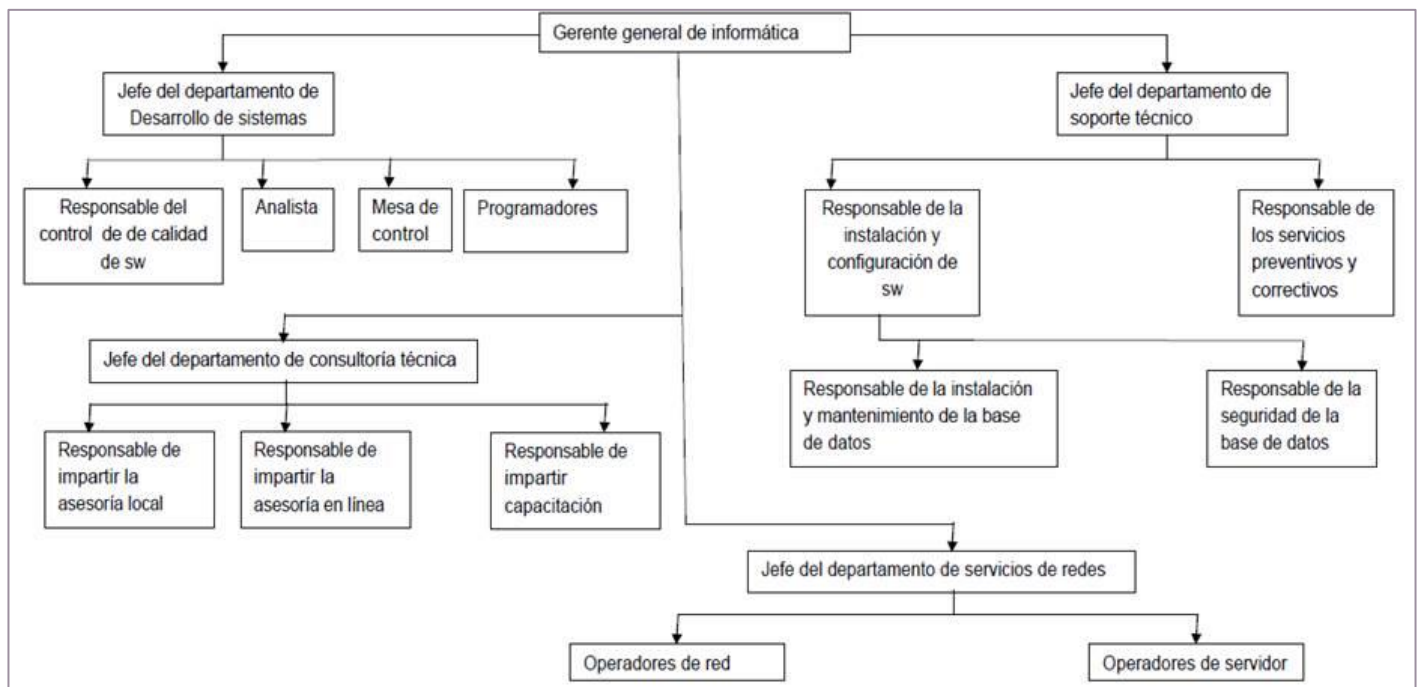 Gerente general de informática
Jefe del departamento de
Desarrollo de sistemas
Jefe del departamento de
soporte técnico
Responsable del
control de de calidad
de sw
Analista
Mesa de
control
Programadores
Responsable de la
instalación y
configuración de
sw
Responsable de
los servicios
preventivos y
correctivos
Jefe del departamento de consultoría técnica
Responsable de la instalación
y mantenimiento de la base
de datos
Responsable de la
seguridad de la
base de datos
Responsable de
impartir la
asesoría local
Responsable de
impartir la
asesoría en línea
Responsable de
impartir
capacitación
Jefe del departamento de servicios de redes
Operadores de red
Operadores de servidor